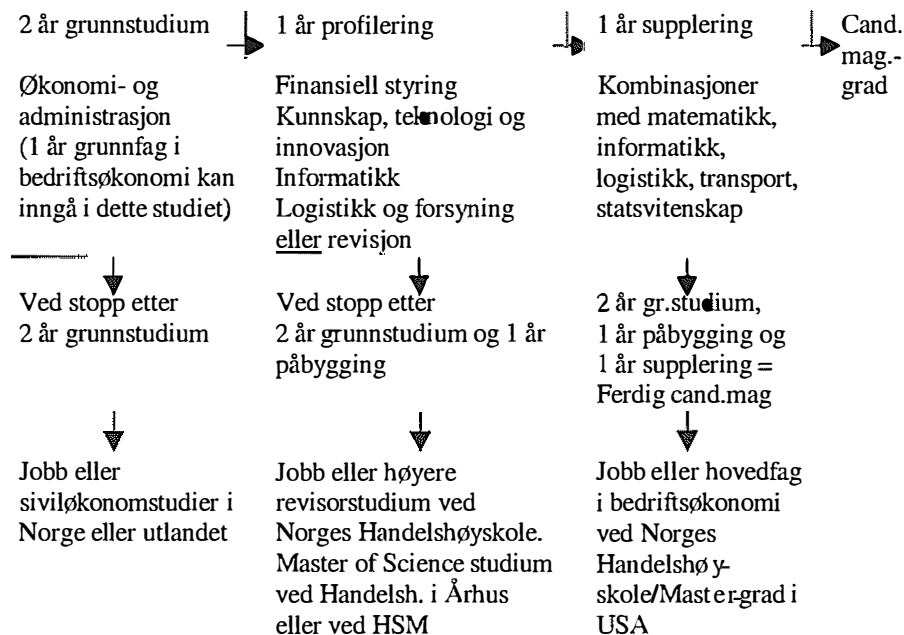 2 år grunnstudium
Økonomi- og
administrasjon
(1 år grunnfag i
bedriftsøkonomi kan
inngå i dette studiet)
Ved stopp etter
2 år grunnstudium
Jobb eller
siviløkonomstudier i
Norge eller utlandet
1 år profilering
Finansiell styring
Kunnskap, teknologi og
innovasjon
Informatikk
Logistikk og forsyning
eller revisjon
Ved stopp etter
2 år grunnstudium og 1 år
påbygging
Jobb eller høyere
revisorstudium ved
Norges Handelshøyskole.
Master of Science studium
ved Handelsh. i Århus
eller ved HSM
1 år supplering
Kombinasjoner
med matematikk,
informatikk,
logistikk, transport,
statsvitenskap
2 år gr.studium,
1 år påbygging og
1 år supplering =
Ferdig cand.mag
Jobb eller hovedfag
i bedriftsøkonomi
ved Norges
Handelshøy-
skole/Master-grad i
USA
Cand.
mag.-
grad